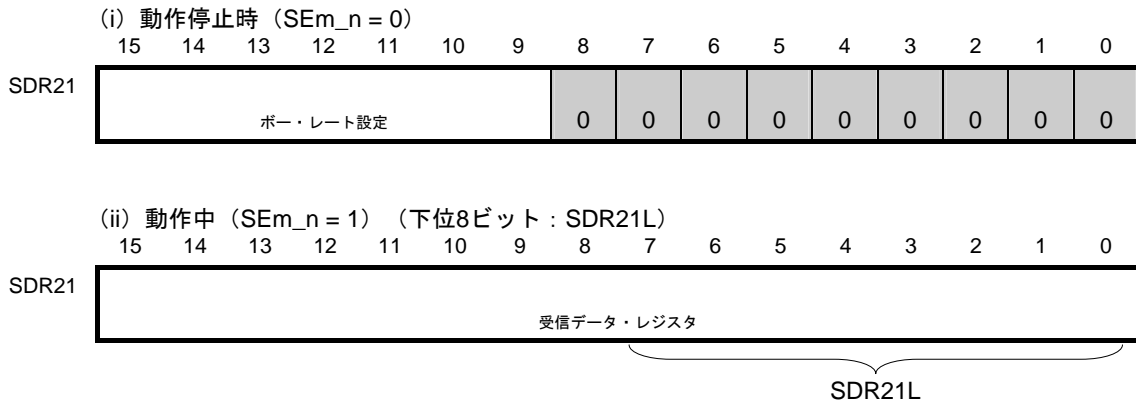 （i）動作停止時（SEm_n = 0）
15 14 13 12 11 10 9 8 7 6 5 4 3 2 1 0
SDR21
ボー・レート設定 0 0 0 0 0 0 0 0 0
（ii）動作中（SEm_n = 1）（下位8ビット：SDR21L）
15 14 13 12 11 10 9 8 7 6 5 4 3 2 1 0
SDR21
受信データ・レジスタ
SDR21L